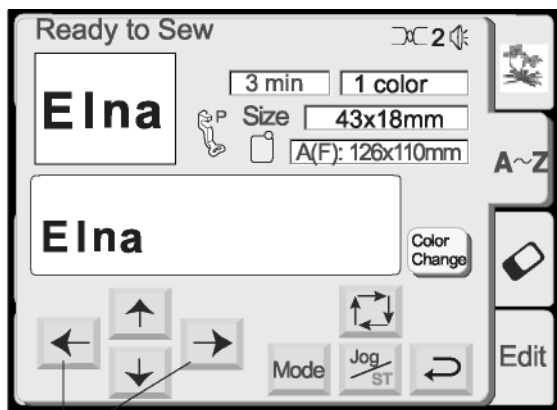 Ready to Sew
2
Elna
3 min
1 color
P
Size
43x18mm
A(F): 126x110mm
A~Z
Elna
Color
Change
Mode
Jog
ST
Edit